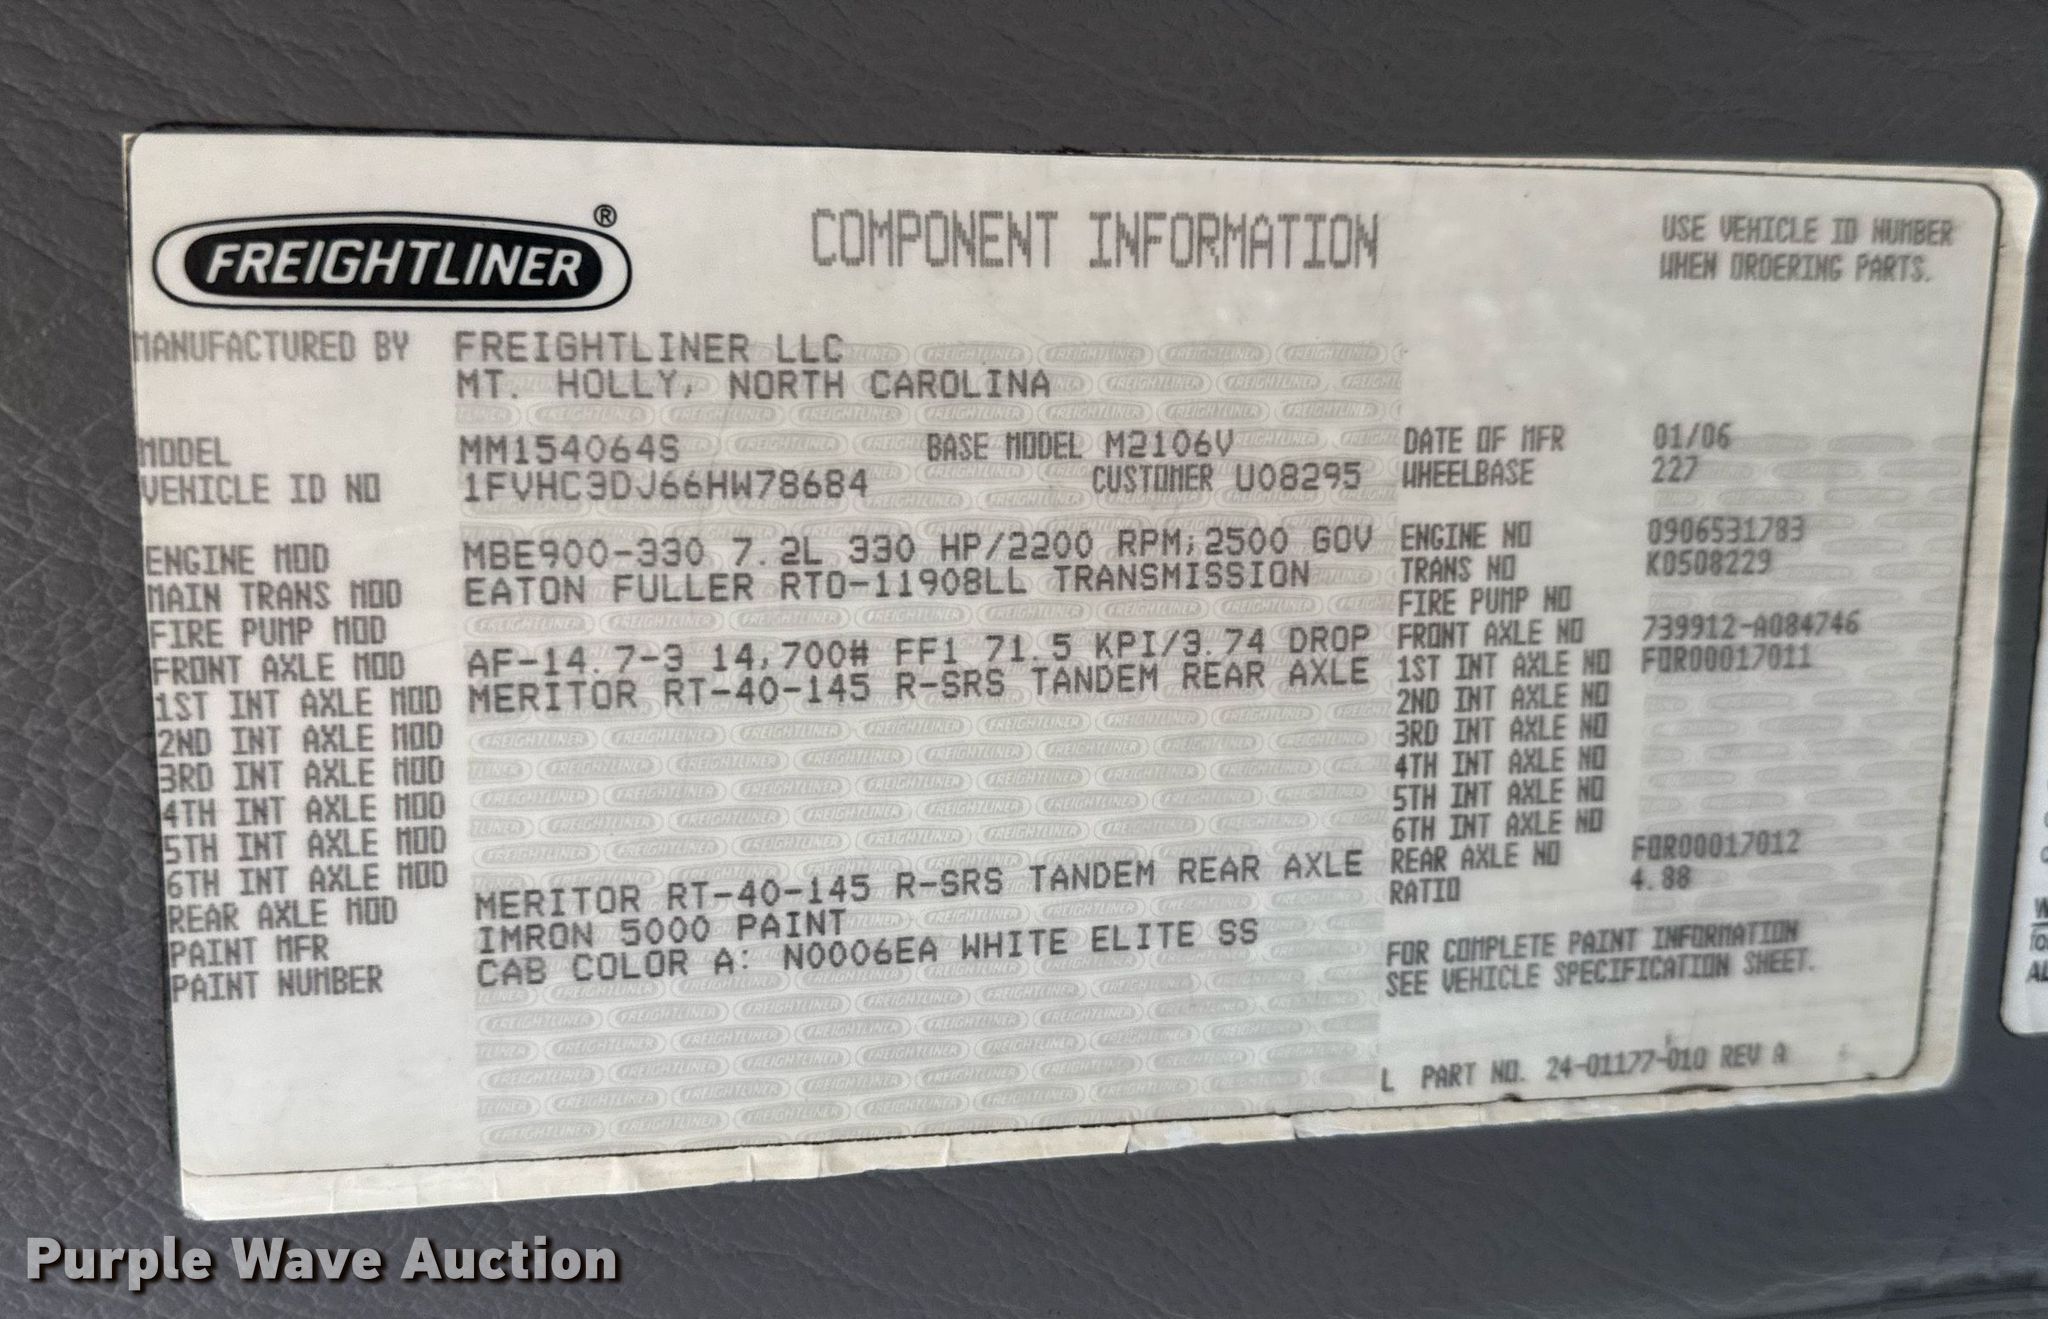 FREIGHTLINER ®
COMPONENT INFORMATION
USE VEHICLE ID NUMBER
WHEN ORDERING PARTS.
MANUFACTURED BY FREIGHTLINER LLC
MT. HOLLY, NORTH CAROLINA
MODEL MM154064S BASE MODEL M2106V DATE OF MFR 01/06
VEHICLE ID NO 1FVHC3DJ66HW78684 CUSTOMER U08295 WHEELBASE 227
ENGINE MOD MBE900-330 7.2L 330 HP/2200 RPM; 2500 GOV ENGINE NO 0906531783
MAIN TRANS MOD EATON FULLER RTO-11908LL TRANSMISSION TRANS NO K0508229
FIRE PUMP MOD FIRE PUMP NO
FRONT AXLE MOD AF-14.7-3 14,700# FF1 71.5 KPI/3.74 DROP FRONT AXLE NO 739912-A084746
1ST INT AXLE MOD MERITOR RT-40-145 R-SRS TANDEM REAR AXLE 1ST INT AXLE NO FOR00017011
2ND INT AXLE MOD 2ND INT AXLE NO
3RD INT AXLE MOD 3RD INT AXLE NO
4TH INT AXLE MOD 4TH INT AXLE NO
5TH INT AXLE MOD 5TH INT AXLE NO
6TH INT AXLE MOD 6TH INT AXLE NO
REAR AXLE MOD MERITOR RT-40-145 R-SRS TANDEM REAR AXLE REAR AXLE NO FOR00017012
PAINT MFR IMRON 5000 PAINT RATIO 4.88
PAINT NUMBER CAB COLOR A: N0006EA WHITE ELITE SS
FOR COMPLETE PAINT INFORMATION
SEE VEHICLE SPECIFICATION SHEET.
L PART NO. 24-01177-010 REV A
Purple Wave Auction